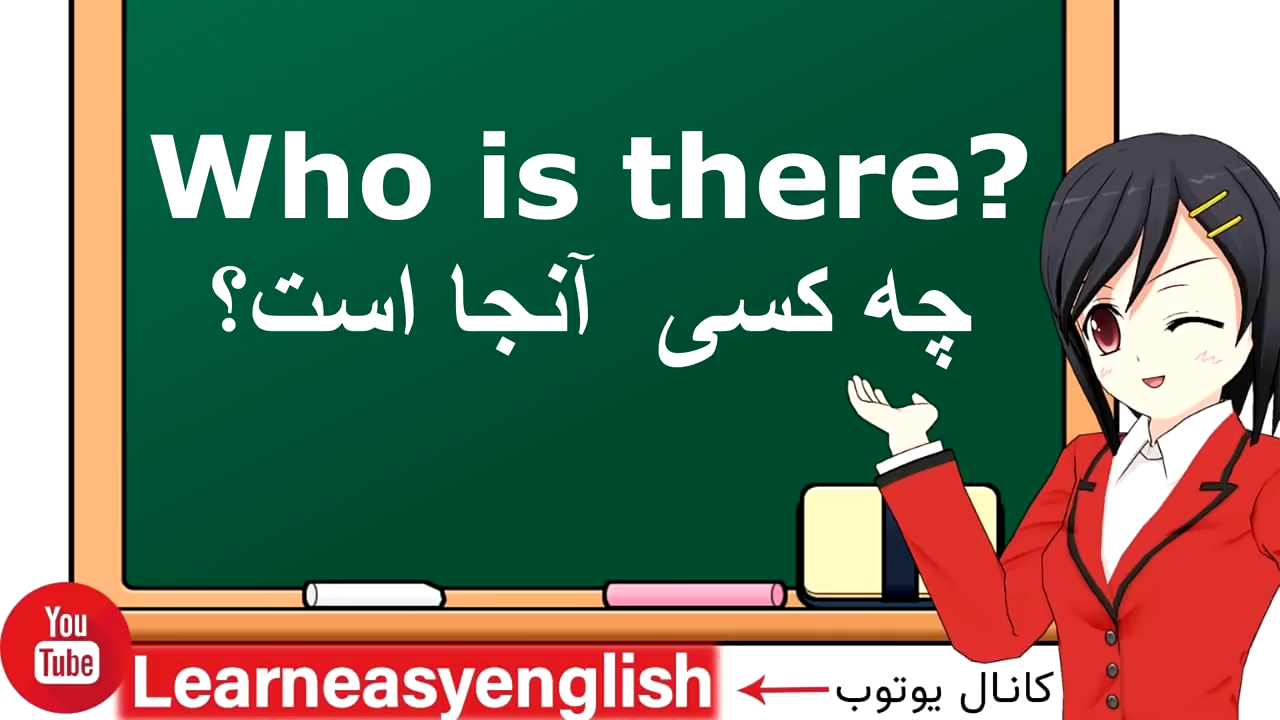 Who is there?
چه کسی آنجا است؟
You
Tube
Learneasyenglish
کانال یوتوب